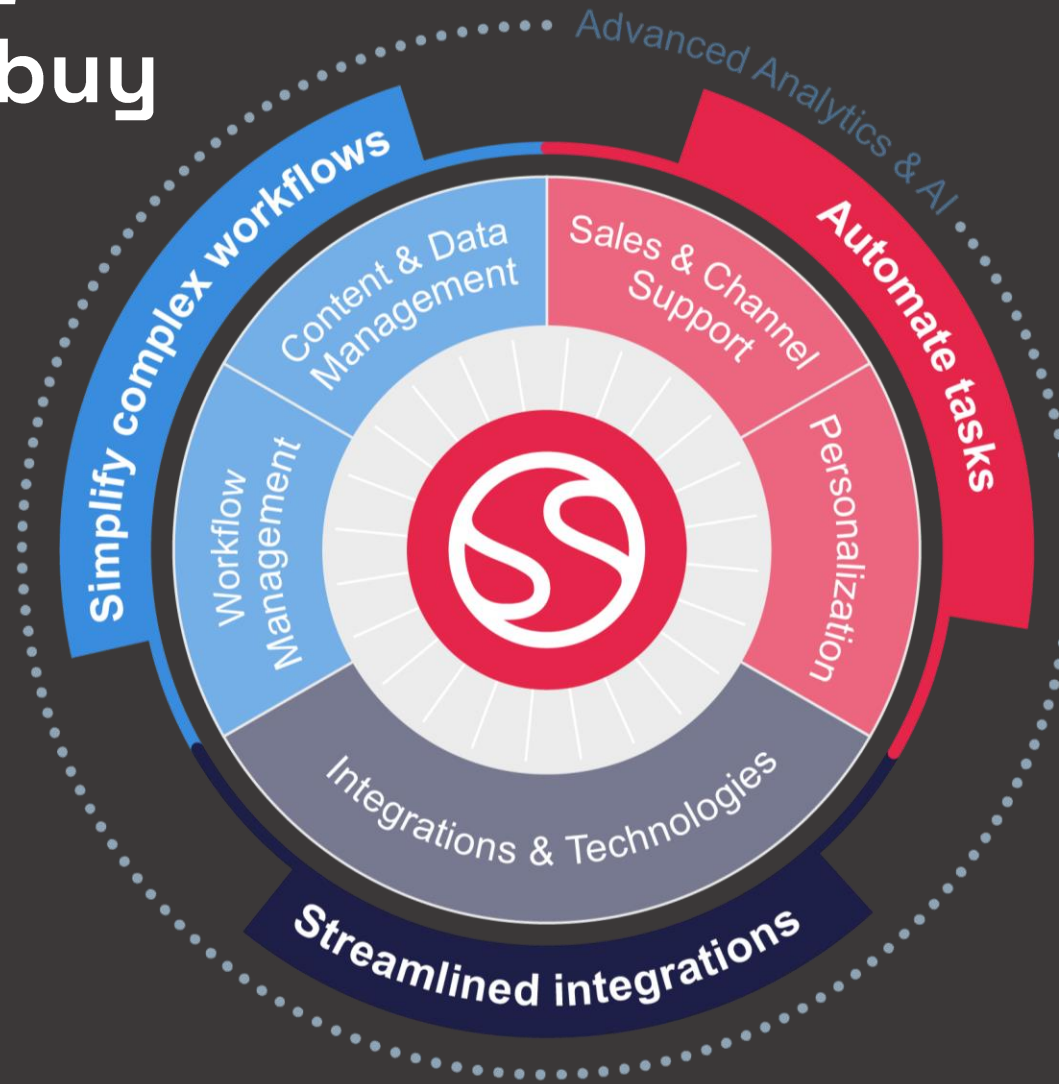 buy
Advanced Analytics & AI
Simplify complex workflows
Automate tasks
Content & Data
Management
Sales & Channel
Support
Workflow
Management
Personalization
Integrations & Technologies
Streamlined integrations